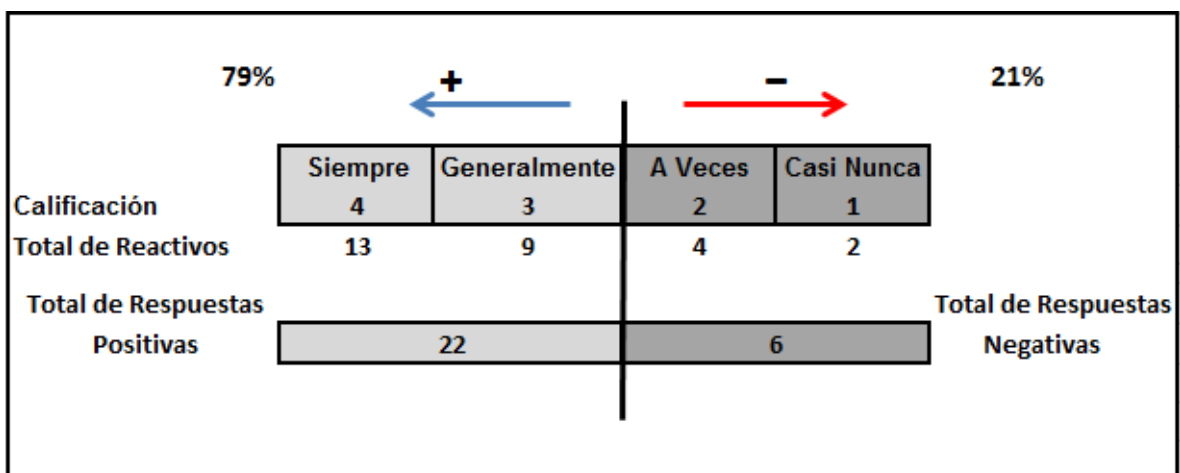 79% + – 21%
Siempre Generalmente A Veces Casi Nunca
Calificación 4 3 2 1
Total de Reactivos 13 9 4 2
Total de Respuestas Total de Respuestas
Positivas 22 6 Negativas